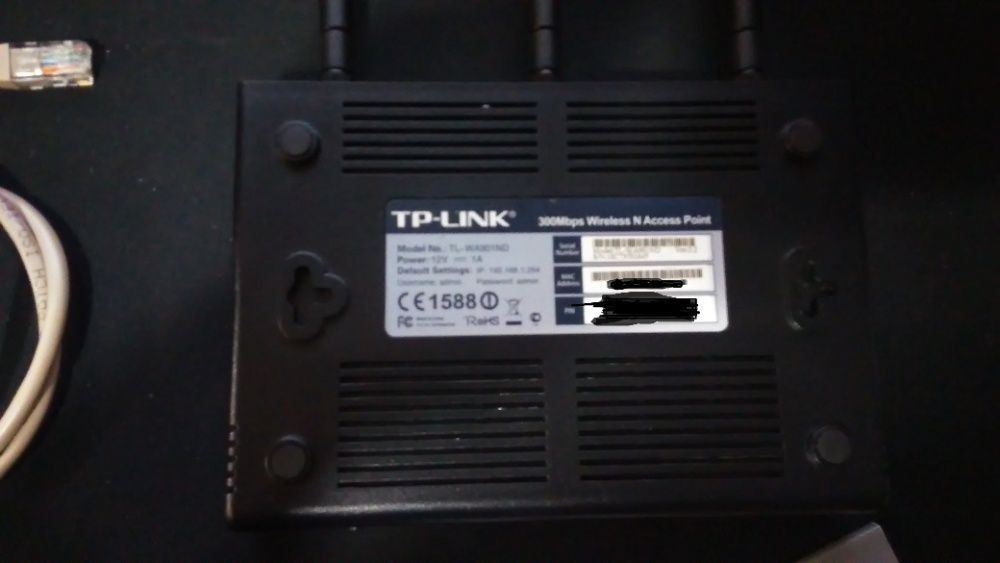 TP-LINK®
300Mbps Wireless N Access Point
Model No.: TL-WA901ND
Power: 12V ⎓ 1A
Default Settings: IP: 192.168.1.254
Username: admin Password: admin
CE1588
FC
RoHS
Serial
Number
MAC
Address
PIN